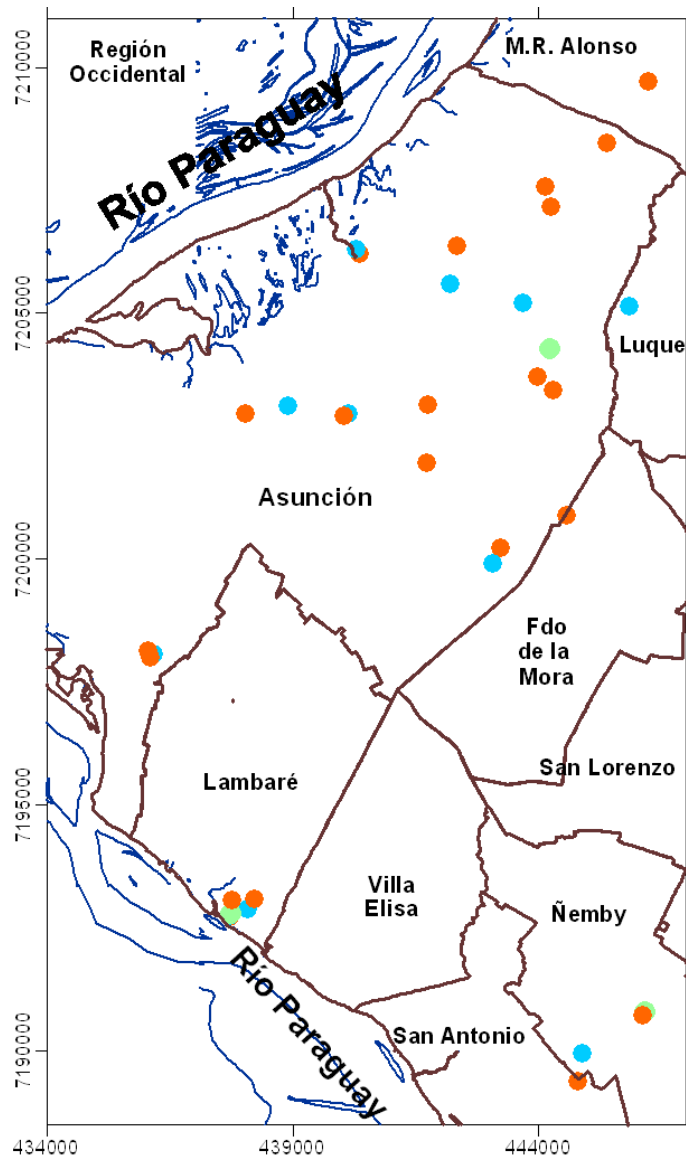 M.R. Alonso
Región
Occidental
7210000
Río Paraguay
7205000
Luque
Asunción
7200000
Fdo
de la
Mora
San Lorenzo
Lambaré
7195000
Villa
Elisa
Ñemby
Río Paraguay
San Antonio
7190000
434000
439000
444000